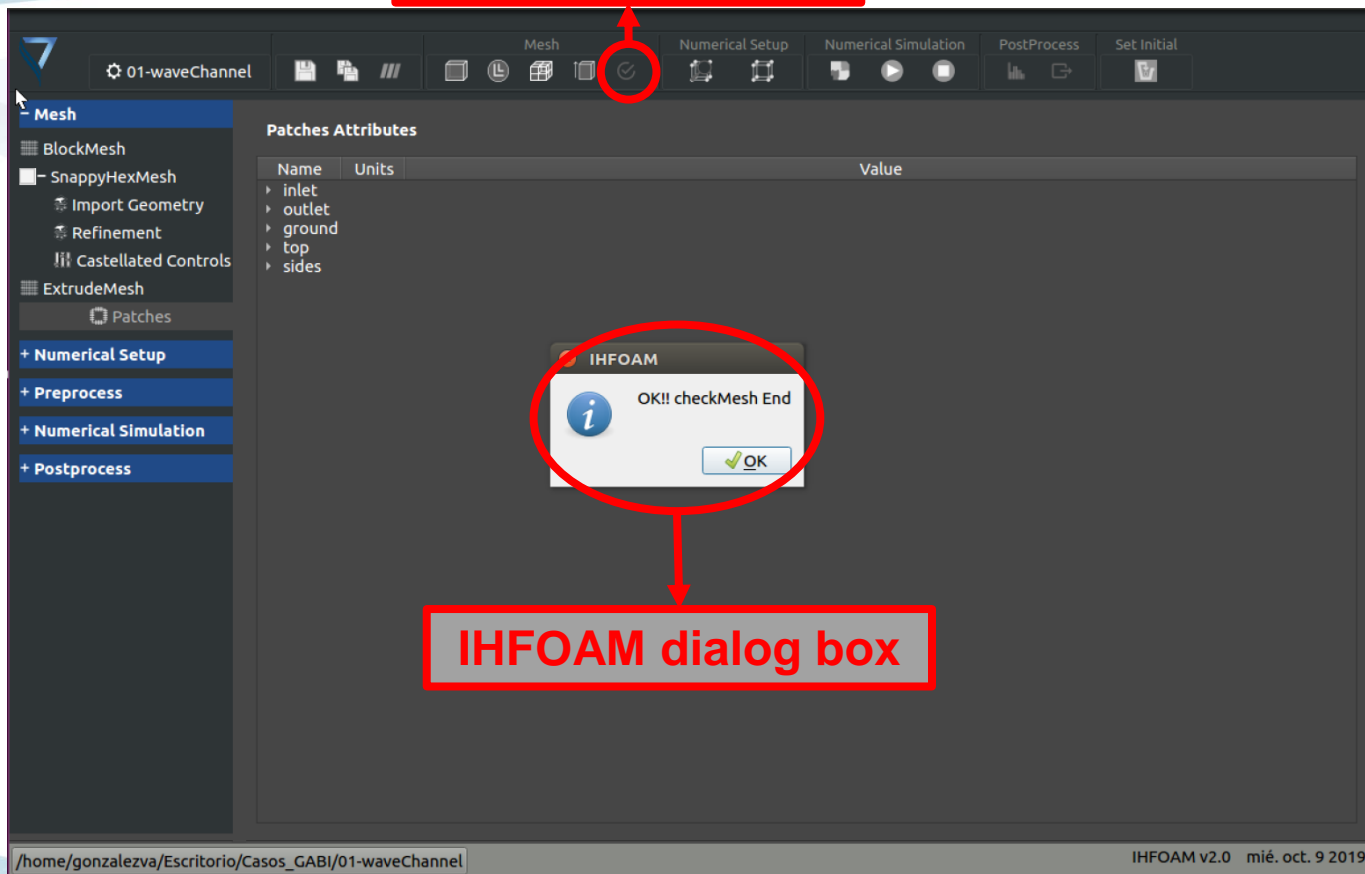 Mesh Numerical Setup Numerical Simulation PostProcess Set Initial
01-waveChannel
− Mesh
BlockMesh
− SnappyHexMesh
Import Geometry
Refinement
Castellated Controls
ExtrudeMesh
Patches
+ Numerical Setup
+ Preprocess
+ Numerical Simulation
+ Postprocess
Patches Attributes
Name Units Value
inlet
outlet
ground
top
sides
IHFOAM
OK!! checkMesh End
OK
IHFOAM dialog box
/home/gonzalezva/Escritorio/Casos_GABI/01-waveChannel
IHFOAM v2.0 mié. oct. 9 2019